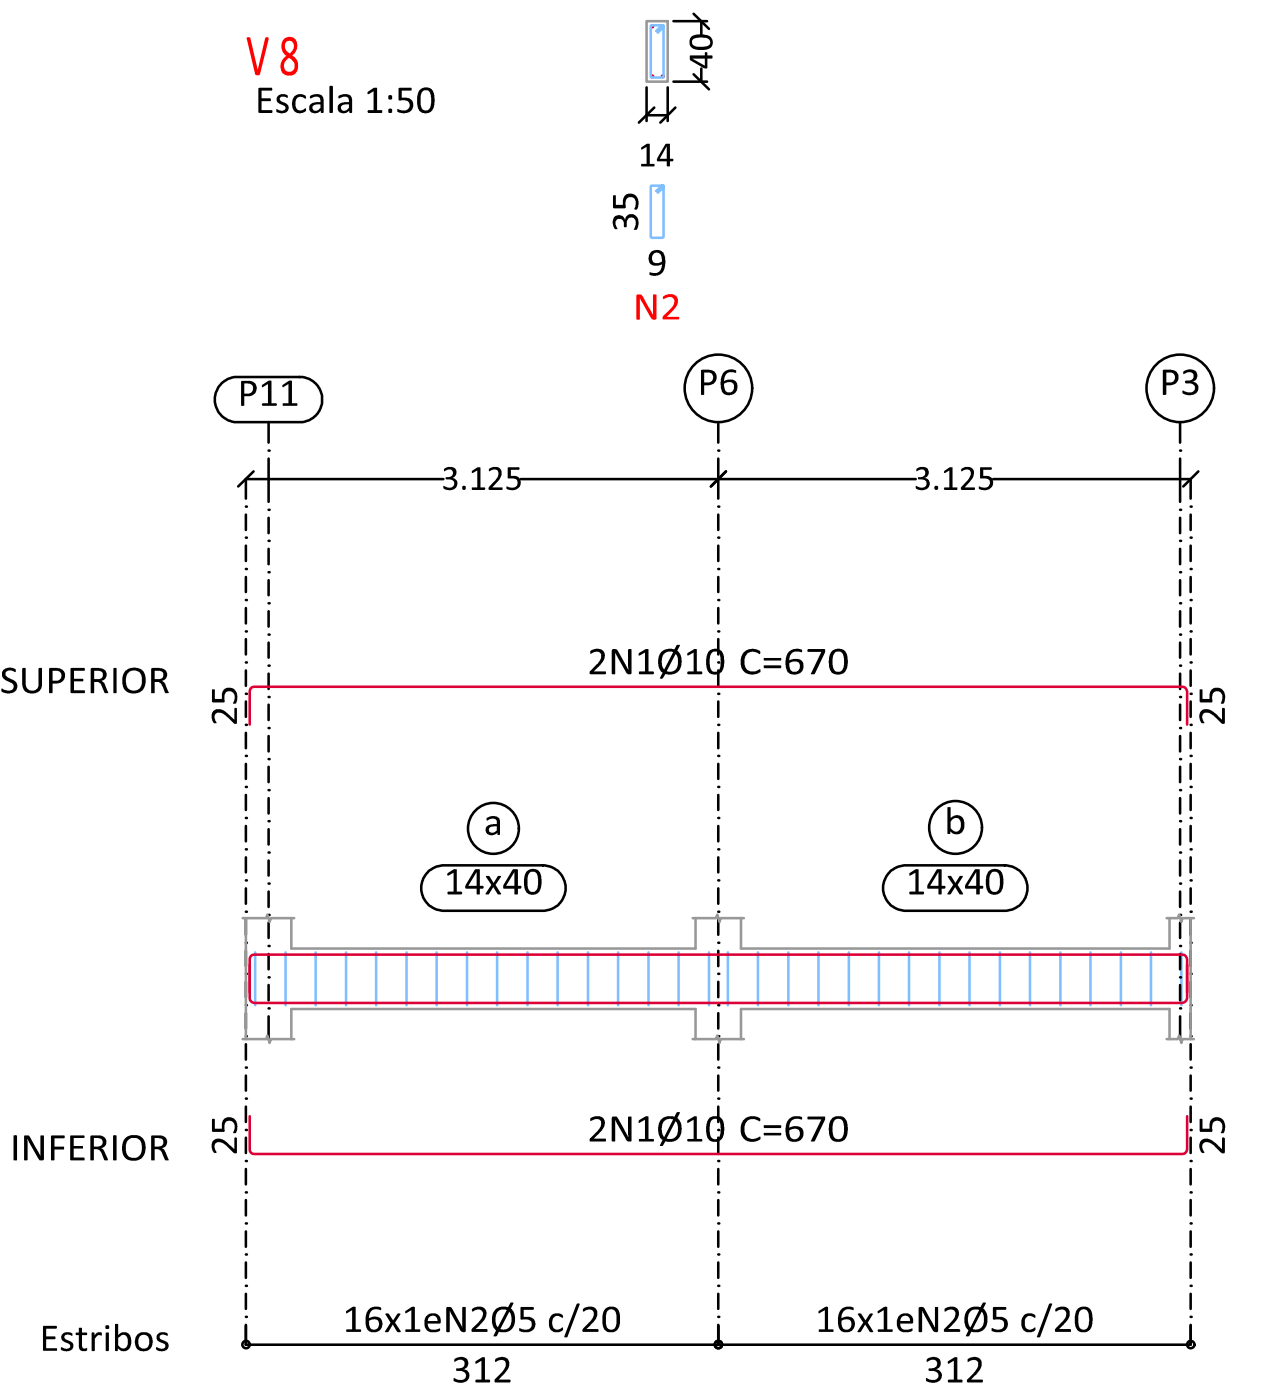 V 8
Escala 1:50
40
14
35
9
N2
P11 P6 P3
3.125 3.125
2N1Ø10 C=670
SUPERIOR
25 25
a b
14x40 14x40
2N1Ø10 C=670
INFERIOR
25 25
16x1eN2Ø5 c/20 16x1eN2Ø5 c/20
Estribos
312 312